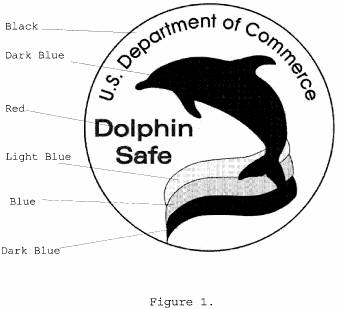 Black
U.S. Department of Commerce
Dark Blue
Red
Dolphin
Safe
Light Blue
Blue
Dark Blue
Figure 1.